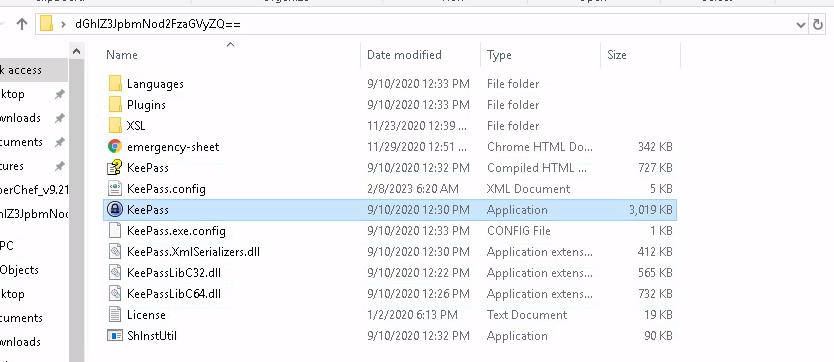 dGhlZ3JpbmNod2FzaGVyZQ==
Name Date modified Type Size
k access
ktop
wnloads
cuments
tures
berChef_v9.21
PC
Objects
ktop
cuments
wnloads
Languages 9/10/2020 12:33 PM File folder
Plugins 9/10/2020 12:33 PM File folder
XSL 11/23/2020 12:39 ... File folder
emergency-sheet 11/29/2020 12:51 ... Chrome HTML Do... 342 KB
KeePass 9/10/2020 12:32 PM Compiled HTML ... 727 KB
KeePass.config 2/8/2023 6:20 AM XML Document 5 KB
KeePass 9/10/2020 12:30 PM Application 3,019 KB
KeePass.exe.config 9/10/2020 12:33 PM CONFIG File 1 KB
KeePass.XmlSerializers.dll 9/10/2020 12:30 PM Application extens... 412 KB
KeePassLibC32.dll 9/10/2020 12:22 PM Application extens... 565 KB
KeePassLibC64.dll 9/10/2020 12:26 PM Application extens... 732 KB
License 1/2/2020 6:13 PM Text Document 19 KB
ShInstUtil 9/10/2020 12:32 PM Application 90 KB